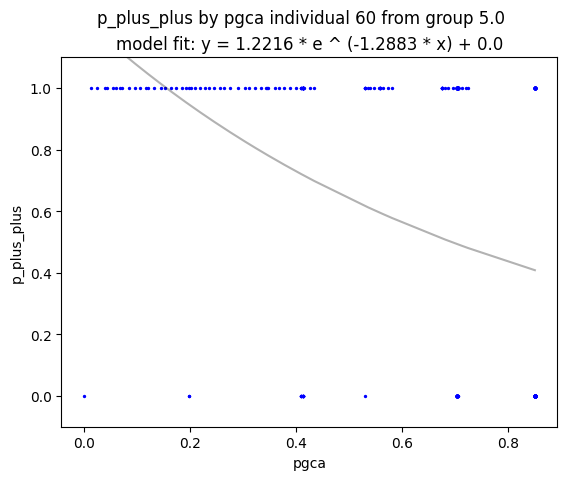 p_plus_plus by pgca individual 60 from group 5.0
model fit: y = 1.2216 * e ^ (-1.2883 * x) + 0.0
1.0
0.8
0.6
0.4
0.2
0.0
p_plus_plus
0.0 0.2 0.4 0.6 0.8
pgca